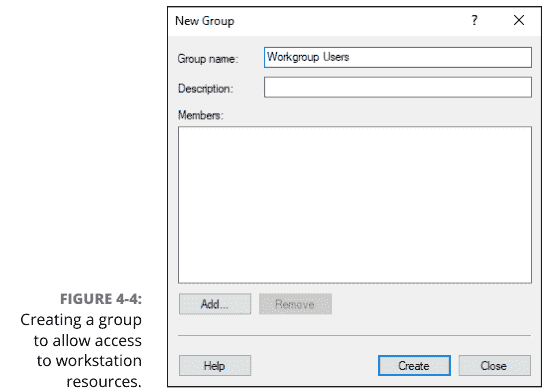 New Group
?
Group name:
Workgroup Users
Description:
Members:
Add...
Remove
Help
Create
Close
FIGURE 4-4:
Creating a group
to allow access
to workstation
resources.